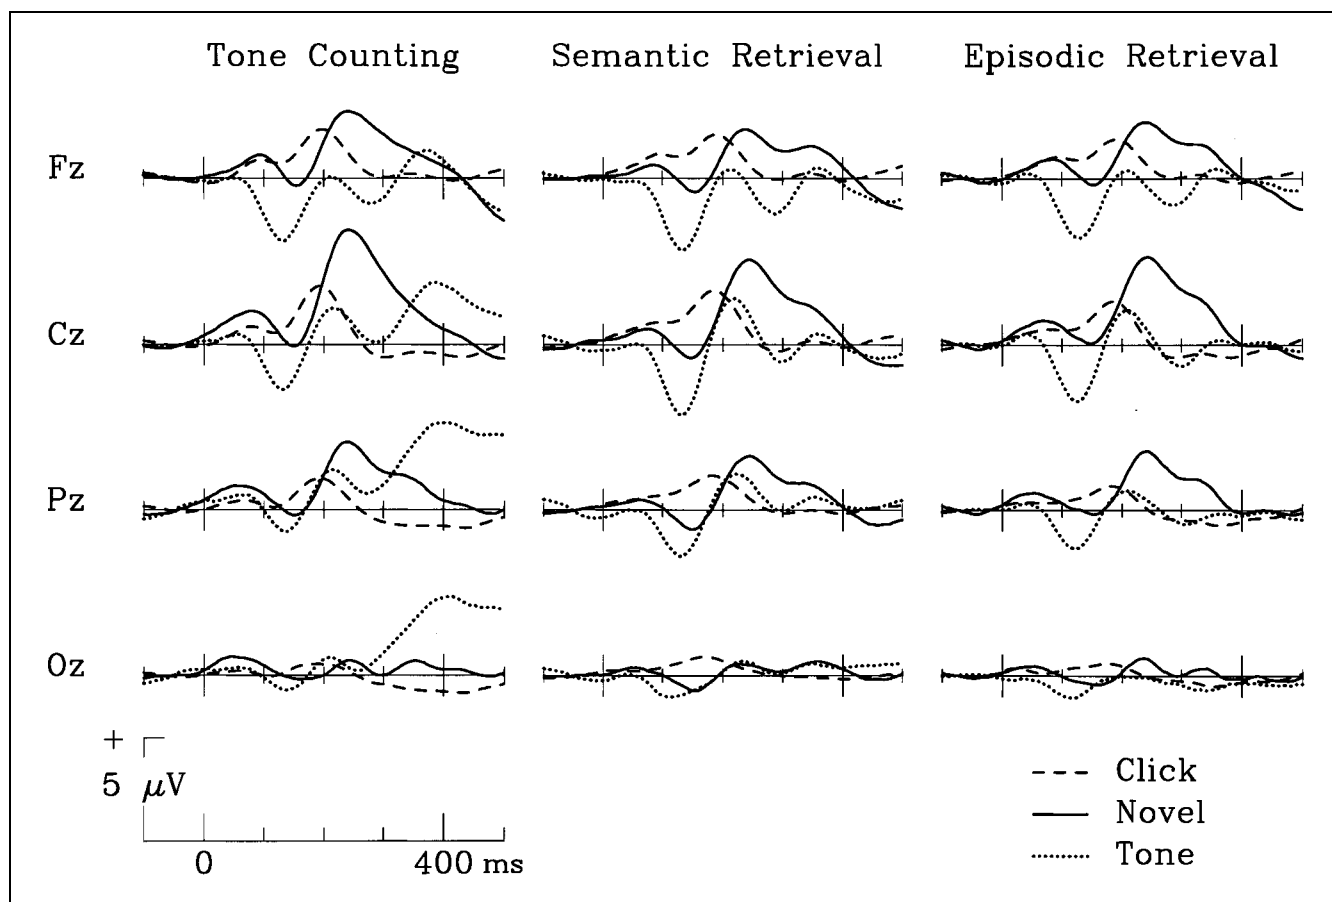 Tone Counting
Semantic Retrieval
Episodic Retrieval
Fz
Cz
Pz
Oz
+
5 μV
0
400 ms
Click
Novel
Tone